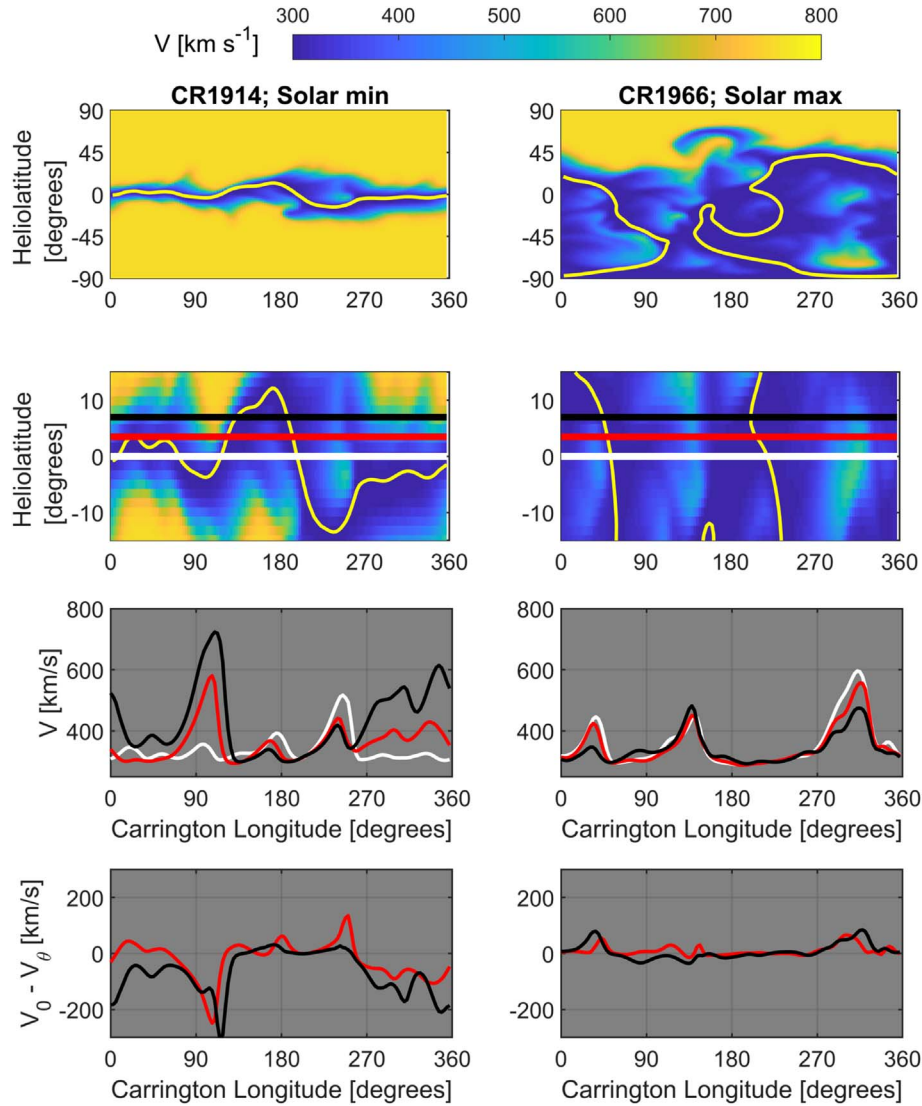 300 400 500 600 700 800
V [km s-1]
CR1914; Solar min
CR1966; Solar max
Heliolatitude
[degrees]
90
45
0
-45
-90
0 90 180 270 360
90
45
0
-45
-90
0 90 180 270 360
Heliolatitude
[degrees]
10
0
-10
0 90 180 270 360
10
0
-10
0 90 180 270 360
V [km/s]
800
600
400
0 90 180 270 360
Carrington Longitude [degrees]
800
600
400
0 90 180 270 360
Carrington Longitude [degrees]
V0 - Vθ [km/s]
200
0
-200
0 90 180 270 360
Carrington Longitude [degrees]
200
0
-200
0 90 180 270 360
Carrington Longitude [degrees]